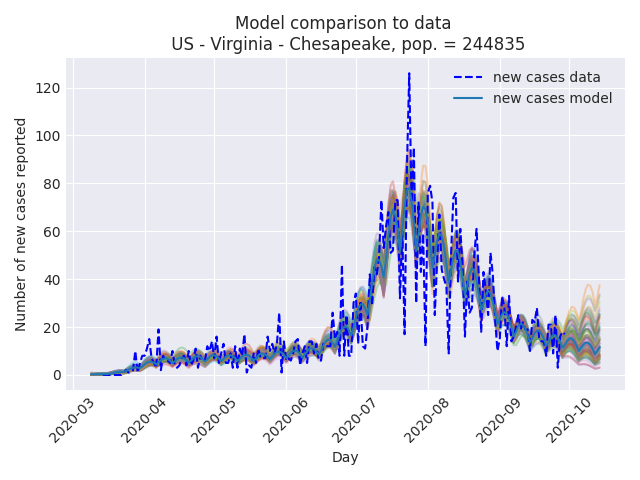 Model comparison to data
US - Virginia - Chesapeake, pop. = 244835
new cases data
new cases model
Number of new cases reported
120
100
80
60
40
20
0
2020-03
2020-04
2020-05
2020-06
2020-07
2020-08
2020-09
2020-10
Day